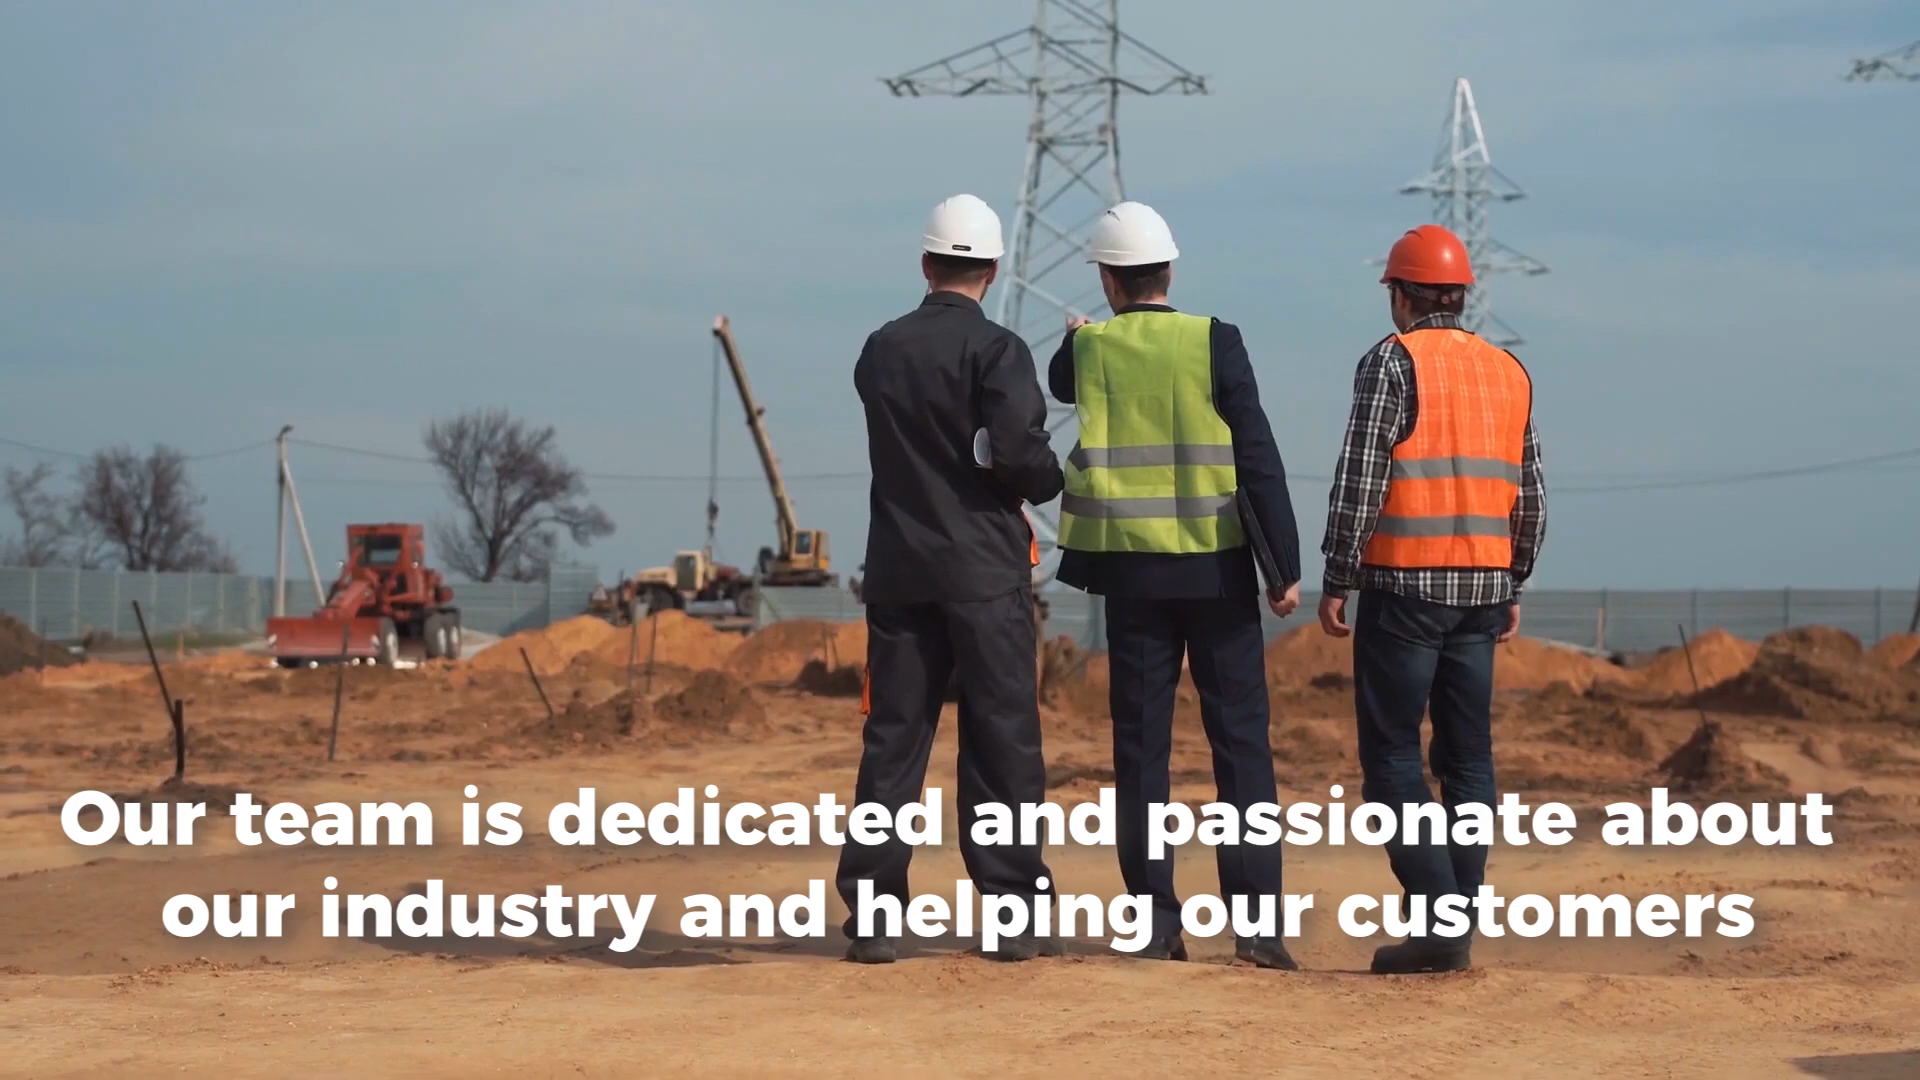 Our team is dedicated and passionate about
our industry and helping our customers